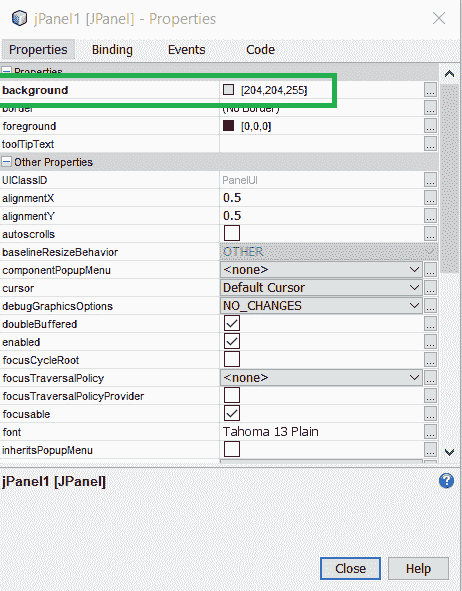 jPanel1 [JPanel] - Properties
Properties Binding Events Code
Properties
background [204,204,255]
border (No Border)
foreground [0,0,0]
toolTipText
Other Properties
UIClassID PanelUI
alignmentX 0.5
alignmentY 0.5
autoscrolls
baselineResizeBehavior OTHER
componentPopupMenu <none>
cursor Default Cursor
debugGraphicsOptions NO_CHANGES
doubleBuffered
enabled
focusCycleRoot
focusTraversalPolicy <none>
focusTraversalPolicyProvider
focusable
font Tahoma 13 Plain
inheritsPopupMenu
jPanel1 [JPanel]
Close Help